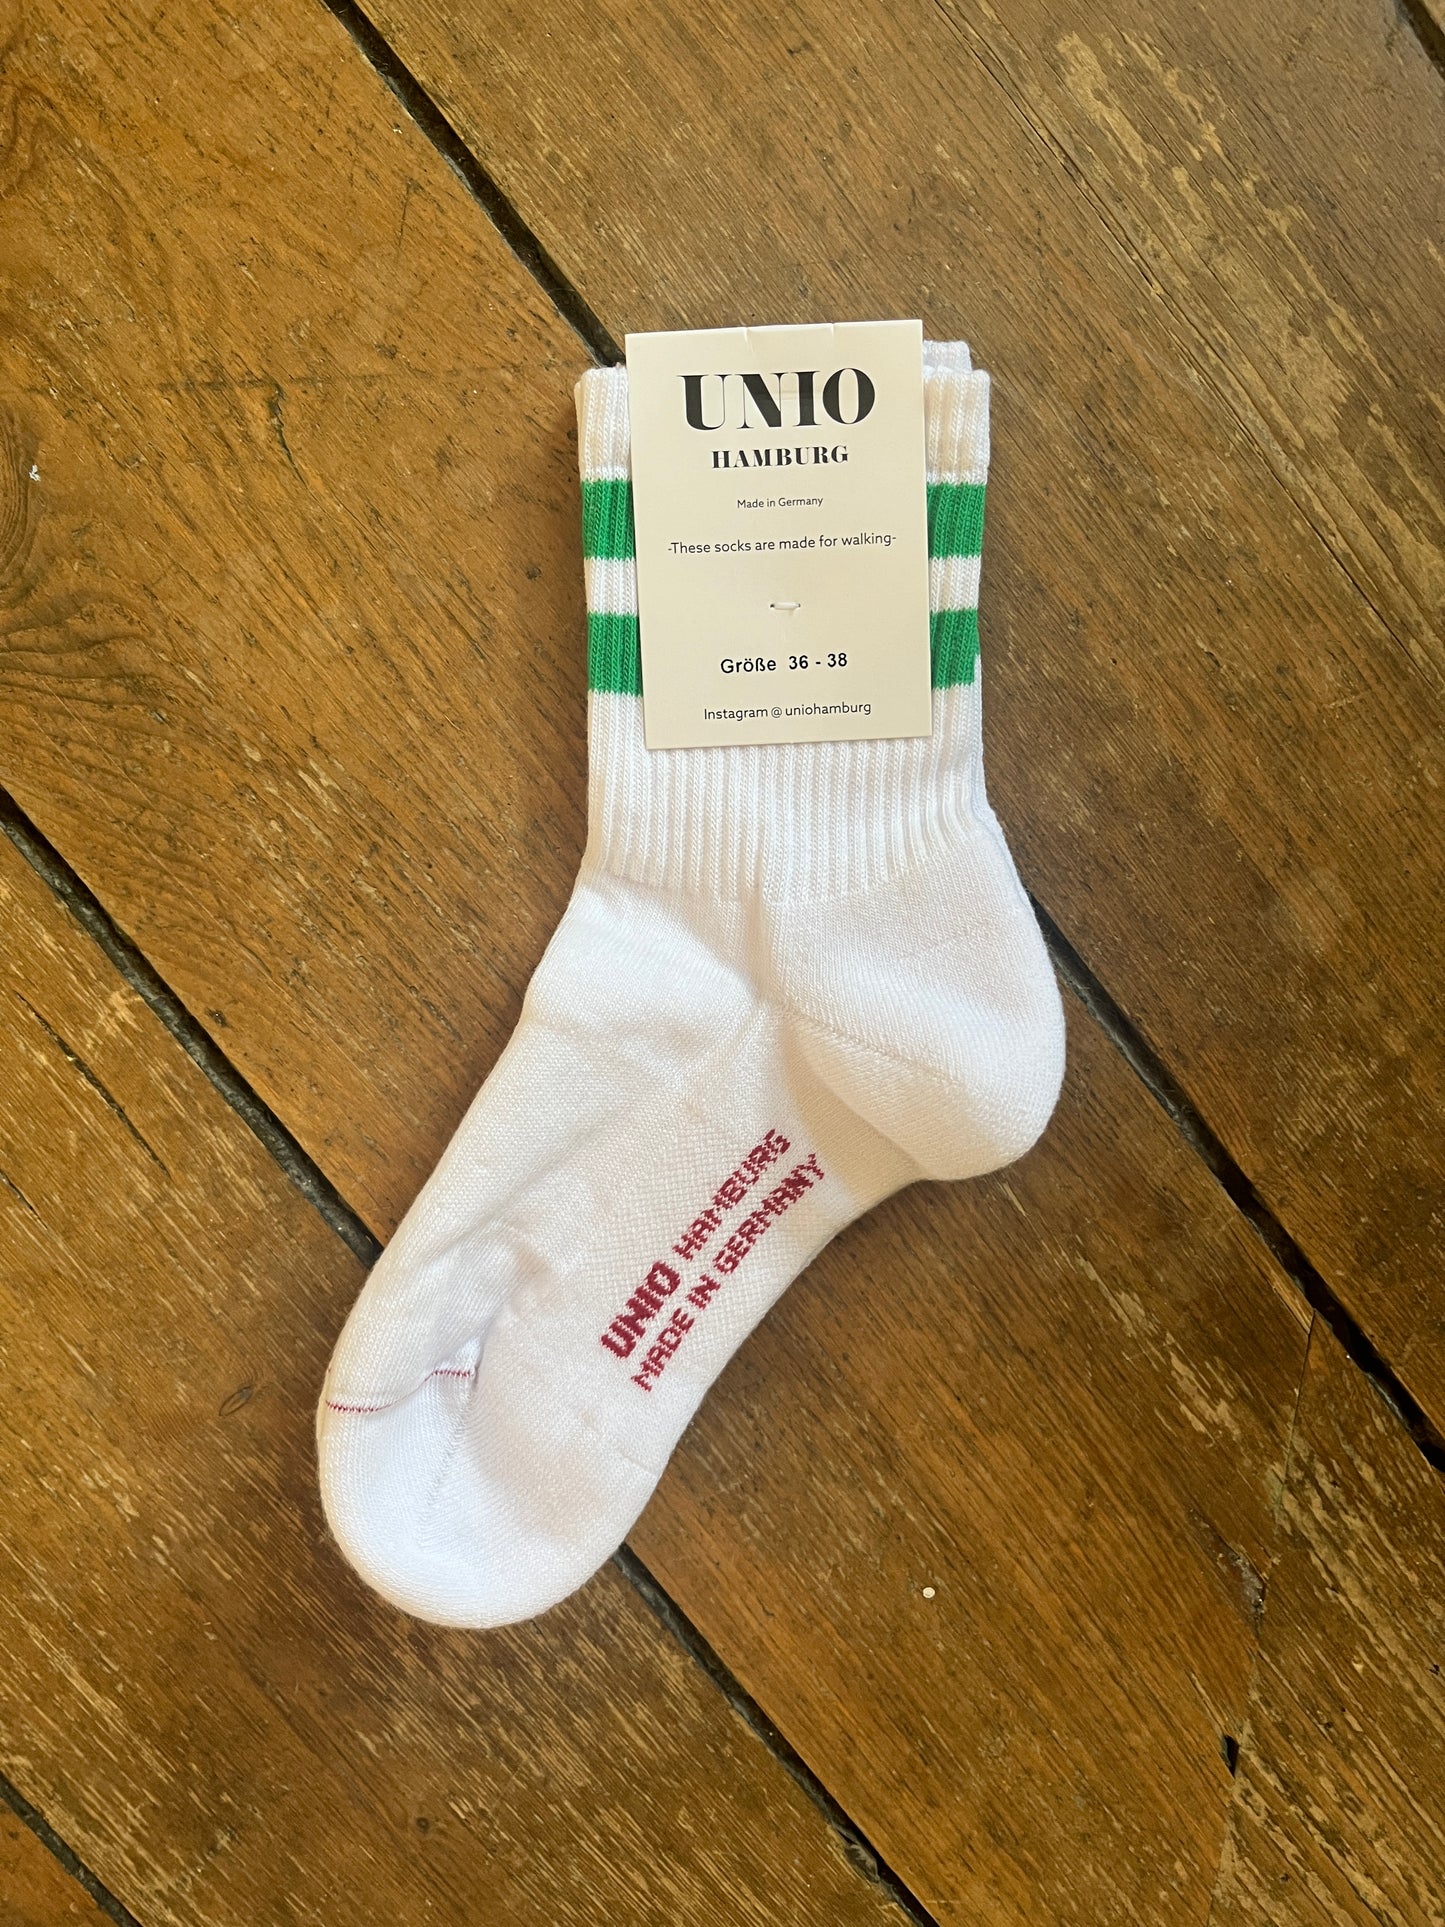 UNIO
HAMBURG
Made in Germany
-These socks are made for walking-
Größe 36 - 38
Instagram @ uniohamburg
UNIO HAMBURG
MADE IN GERMANY